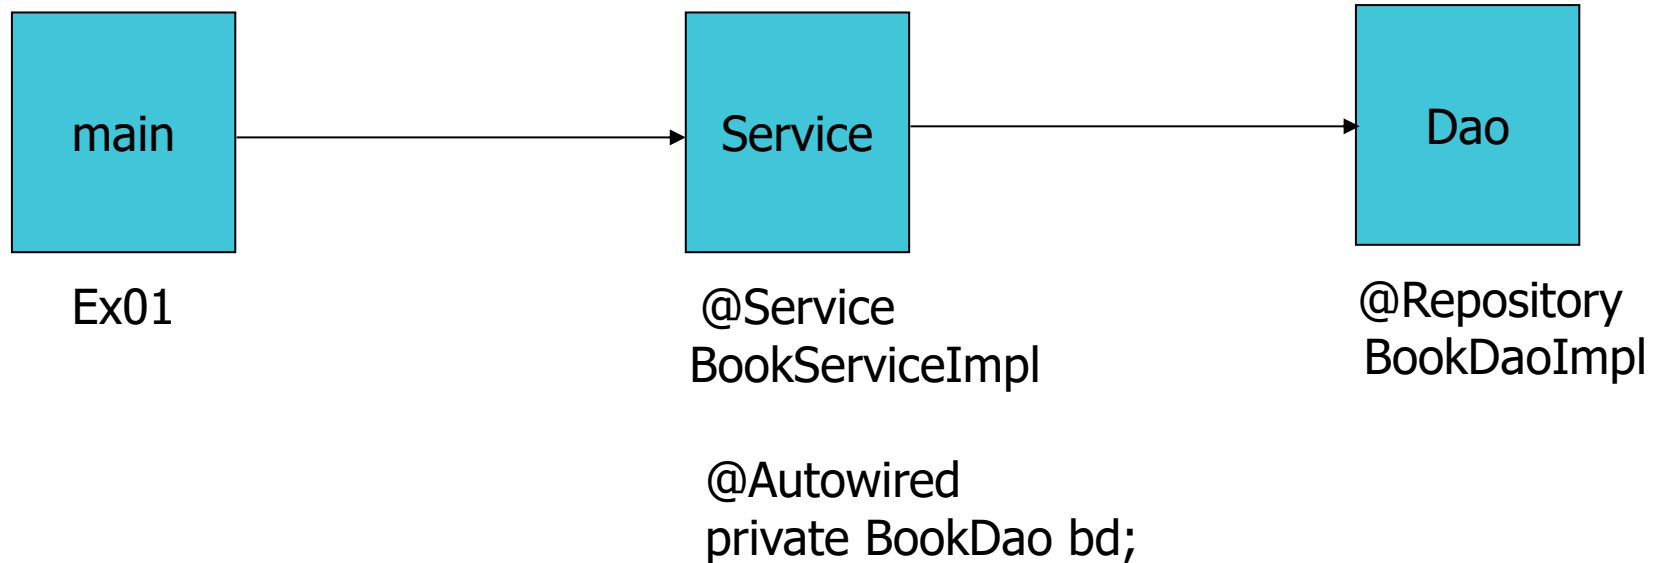 main
Service
Dao
Ex01
@Service
BookServiceImpl
@Repository
BookDaoImpl
@Autowired
private BookDao bd;